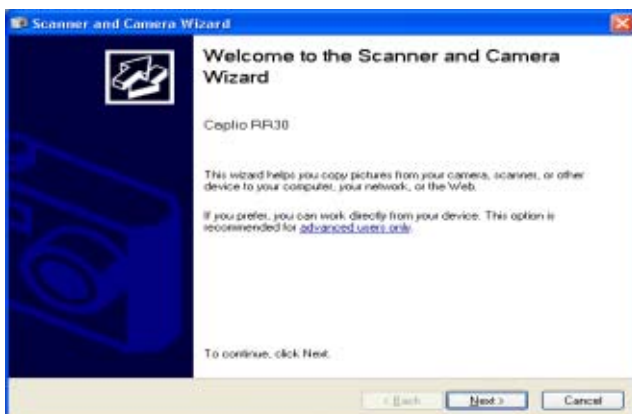 Scanner and Camera Wizard
Welcome to the Scanner and Camera
Wizard
Caplio RR30
This wizard helps you copy pictures from your camera, scanner, or other
device to your computer, your network, or the Web.
If you prefer, you can work directly from your device. This option is
recommended for advanced users only.
To continue, click Next.
< Back Next > Cancel